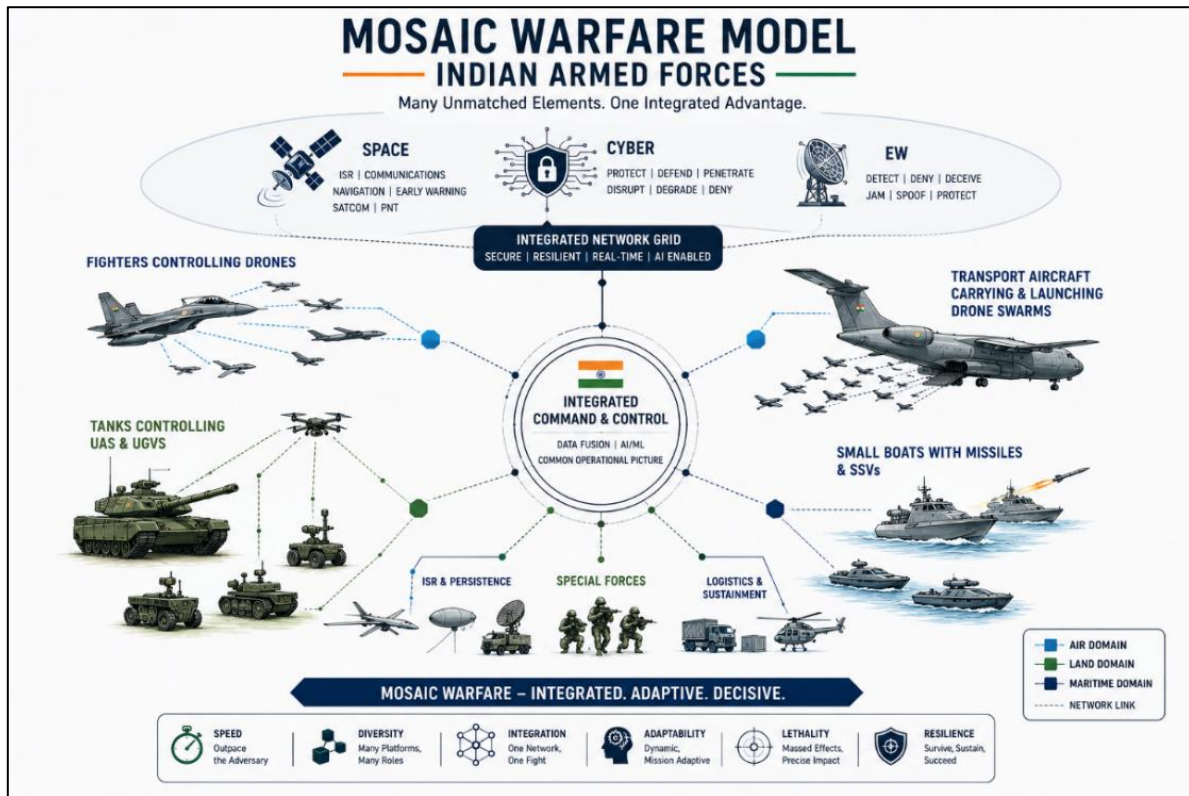 MOSAIC WARFARE MODEL
INDIAN ARMED FORCES
Many Unmatched Elements. One Integrated Advantage.
SPACE
ISR | COMMUNICATIONS
NAVIGATION | EARLY WARNING
SATCOM | PNT
CYBER
PROTECT | DEFEND | PENETRATE
DISRUPT | DEGRADE | DENY
EW
DETECT | DENY | DECEIVE
JAM | SPOOF | PROTECT
INTEGRATED NETWORK GRID
SECURE | RESILIENT | REAL-TIME | AI ENABLED
FIGHTERS CONTROLLING DRONES
TRANSPORT AIRCRAFT
CARRYING & LAUNCHING
DRONE SWARMS
INTEGRATED
COMMAND & CONTROL
DATA FUSION | AI/ML
COMMON OPERATIONAL PICTURE
TANKS CONTROLLING
UAS & UGVS
SMALL BOATS WITH MISSILES
& SSVs
ISR & PERSISTENCE
SPECIAL FORCES
LOGISTICS &
SUSTAINMENT
AIR DOMAIN
LAND DOMAIN
MARITIME DOMAIN
NETWORK LINK
MOSAIC WARFARE – INTEGRATED. ADAPTIVE. DECISIVE.
SPEED
Outpace
the Adversary
DIVERSITY
Many Platforms,
Many Roles
INTEGRATION
One Network,
One Fight
ADAPTABILITY
Dynamic,
Mission Adaptive
LETHALITY
Massed Effects,
Precise Impact
RESILIENCE
Survive, Sustain,
Succeed